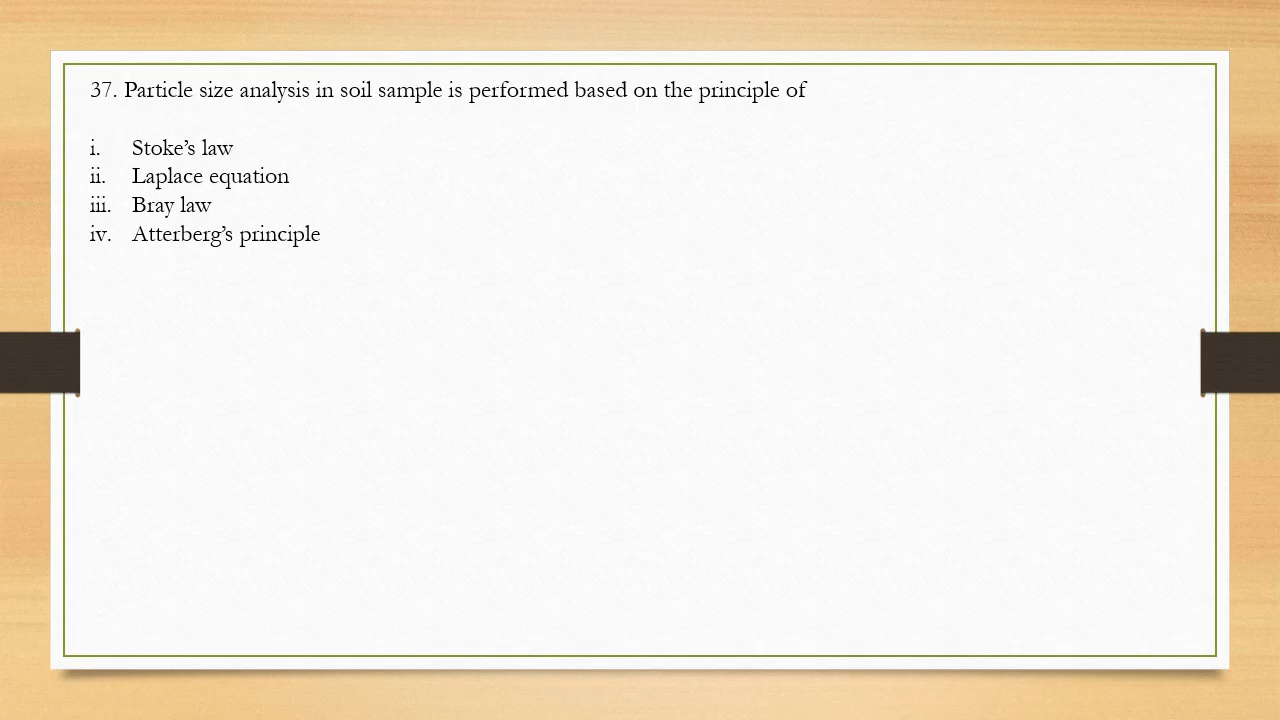 37. Particle size analysis in soil sample is performed based on the principle of
i. Stoke’s law
ii. Laplace equation
iii. Bray law
iv. Atterberg’s principle